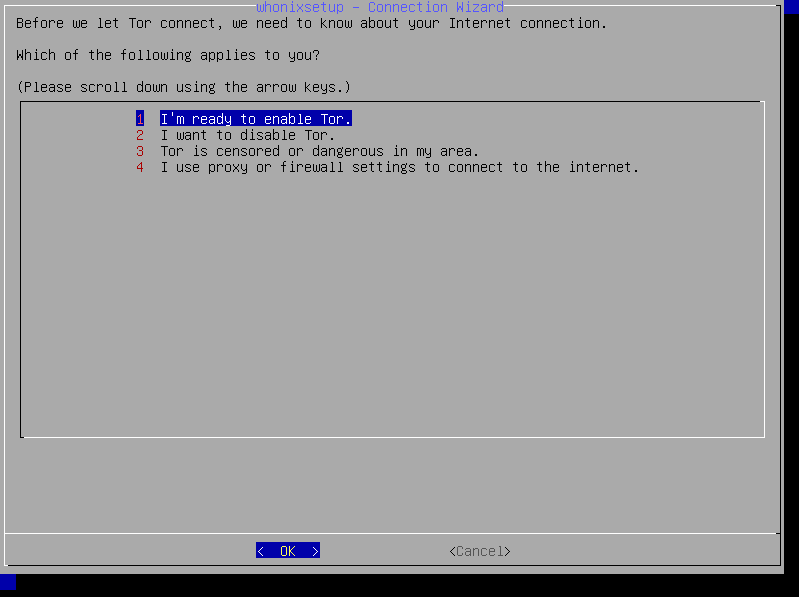 whonixsetup - Connection Wizard
Before we let Tor connect, we need to know about your Internet connection.
Which of the following applies to you?
(Please scroll down using the arrow keys.)
1 I'm ready to enable Tor.
2 I want to disable Tor.
3 Tor is censored or dangerous in my area.
4 I use proxy or firewall settings to connect to the internet.
< OK > <Cancel>